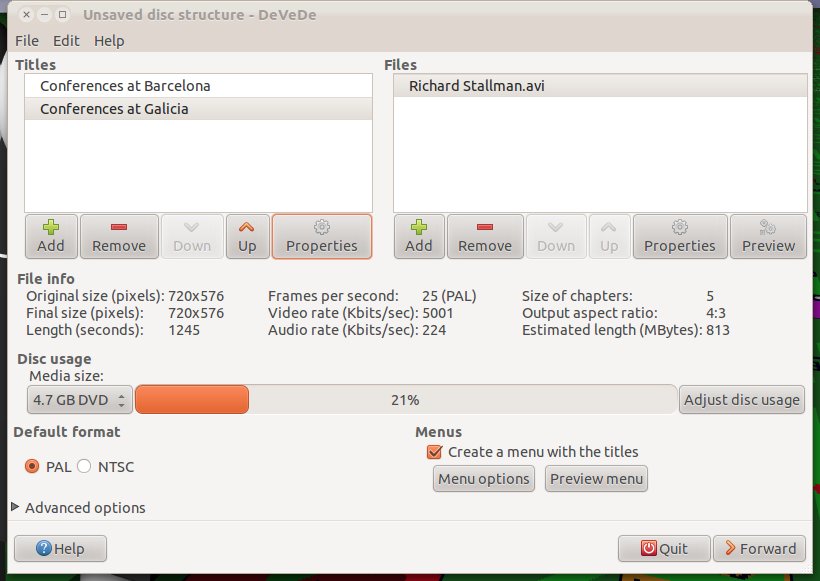 Unsaved disc structure - DeVeDe
File Edit Help
Titles
Conferences at Barcelona
Conferences at Galicia
Add Remove Down Up Properties
Files
Richard Stallman.avi
Add Remove Down Up Properties Preview
File info
Original size (pixels): 720x576 Frames per second: 25 (PAL) Size of chapters: 5
Final size (pixels): 720x576 Video rate (Kbits/sec): 5001 Output aspect ratio: 4:3
Length (seconds): 1245 Audio rate (Kbits/sec): 224 Estimated length (MBytes): 813
Disc usage
Media size:
4.7 GB DVD 21% Adjust disc usage
Default format
PAL NTSC
Menus
Create a menu with the titles
Menu options Preview menu
Advanced options
Help Quit Forward